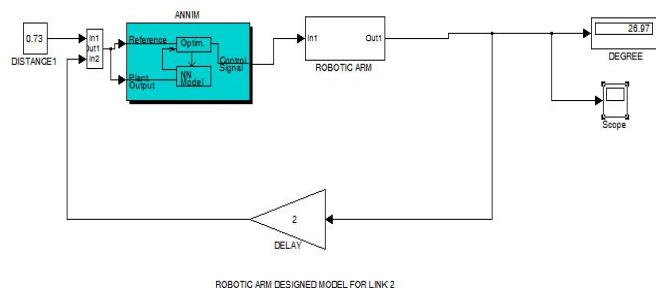 ANNIM
0.73
DISTANCE1
In1
Out1
In2
Reference
Optim.
Control
Signal
Plant
Output
NN
Model
In1
Out1
ROBOTIC ARM
26.97
DEGREE
Scope
2
DELAY
ROBOTIC ARM DESIGNED MODEL FOR LINK 2